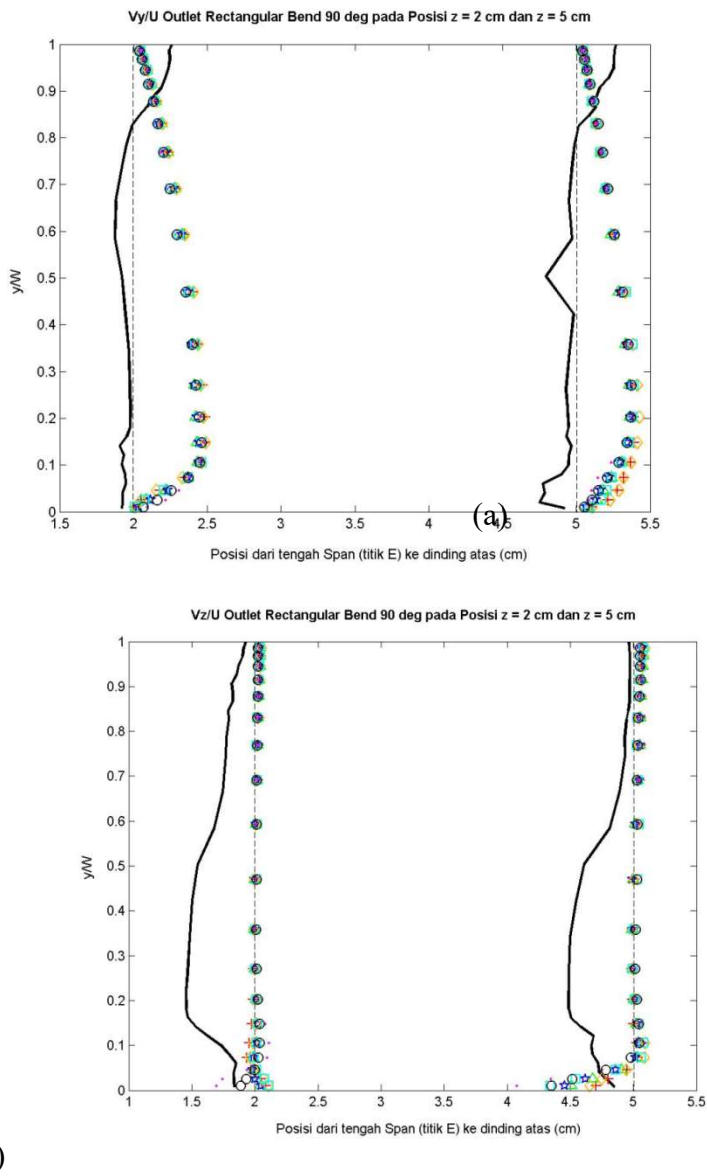 Vy/U Outlet Rectangular Bend 90 deg pada Posisi z = 2 cm dan z = 5 cm
1
0.9
0.8
0.7
0.6
0.5
0.4
0.3
0.2
0.1
0
y/W
1.5 2 2.5 3 3.5 4 4.5 5 5.5
(a)
Posisi dari tengah Span (titik E) ke dinding atas (cm)
Vz/U Outlet Rectangular Bend 90 deg pada Posisi z = 2 cm dan z = 5 cm
1
0.9
0.8
0.7
0.6
0.5
0.4
0.3
0.2
0.1
0
y/W
1 1.5 2 2.5 3 3.5 4 4.5 5 5.5
Posisi dari tengah Span (titik E) ke dinding atas (cm)
)